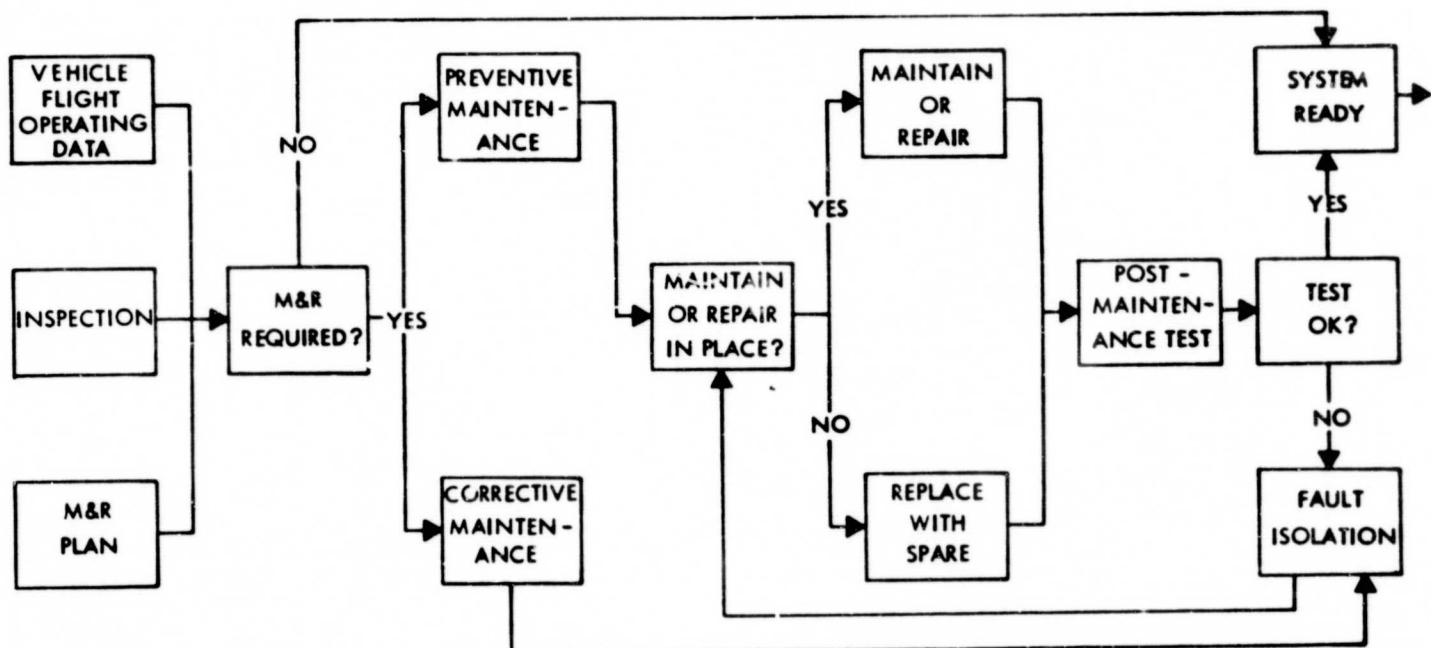 VEHICLE
FLIGHT
OPERATING
DATA
INSPECTION
M&R
PLAN
M&R
REQUIRED?
NO
YES
PREVENTIVE
MAINTEN-
ANCE
CORRECTIVE
MAINTEN-
ANCE
MAINTAIN
OR REPAIR
IN PLACE?
YES
NO
MAINTAIN
OR
REPAIR
REPLACE
WITH
SPARE
POST -
MAINTEN-
ANCE TEST
TEST
OK?
YES
NO
SYSTEM
READY
FAULT
ISOLATION